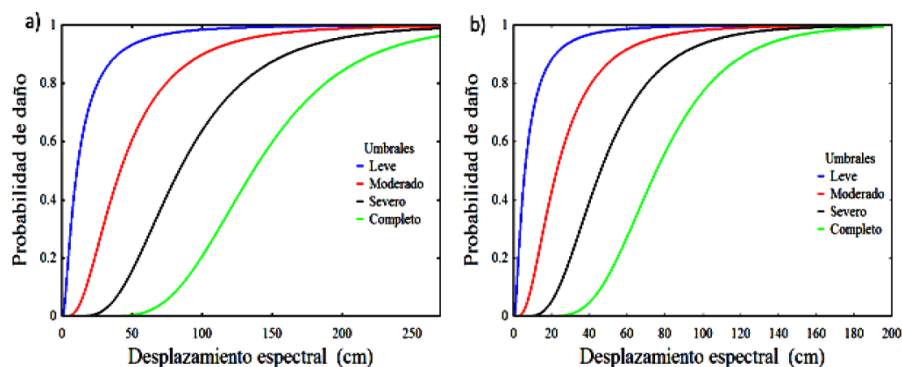 a)
Probabilidad de daño
1
0.8
0.6
0.4
0.2
0
Umbrales
Leve
Moderado
Severo
Completo
0 50 100 150 200 250
Desplazamiento espectral (cm)
b)
Probabilidad de daño
1
0.8
0.6
0.4
0.2
0
Umbrales
Leve
Moderado
Severo
Completo
0 20 40 60 80 100 120 140 160 180 200
Desplazamiento espectral (cm)